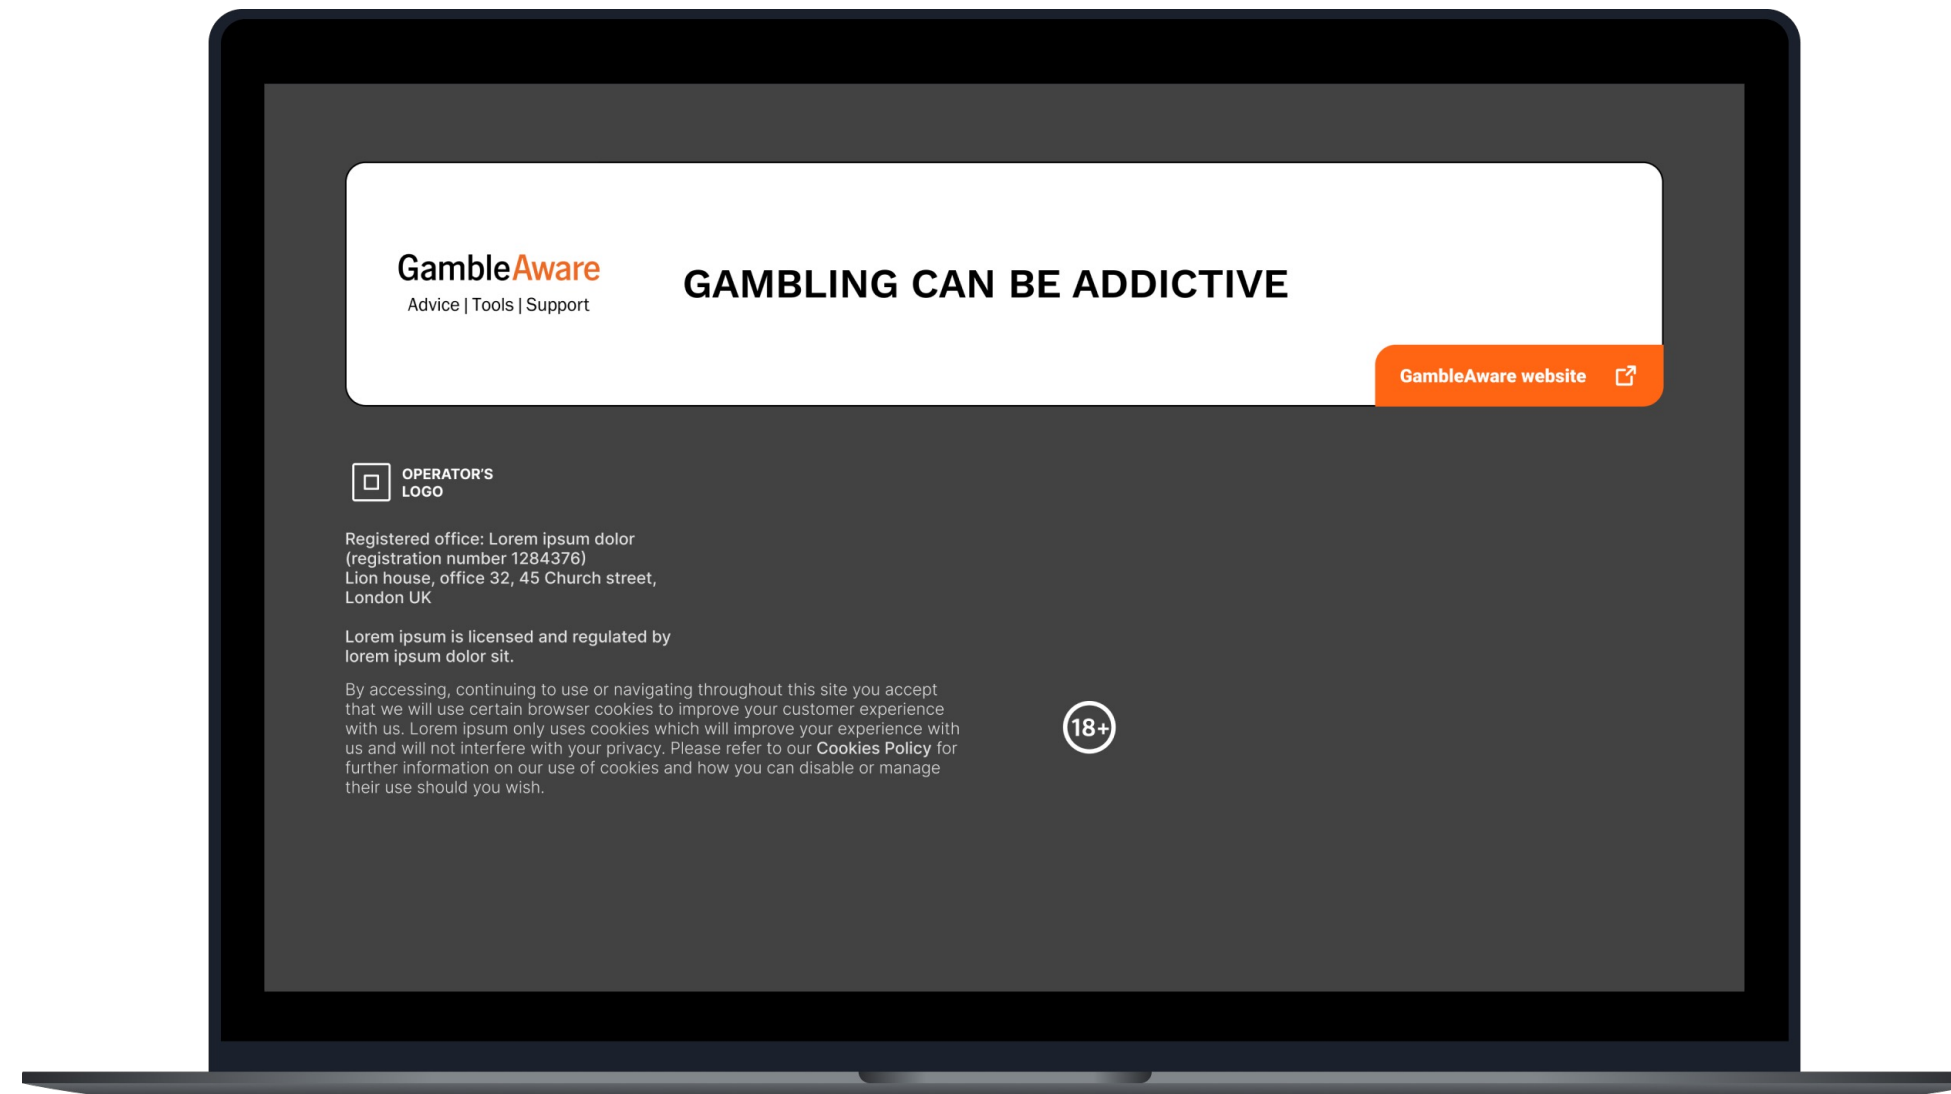 GambleAware
Advice | Tools | Support
GAMBLING CAN BE ADDICTIVE
GambleAware website
OPERATOR'S
LOGO
Registered office: Lorem ipsum dolor
(registration number 1284376)
Lion house, office 32, 45 Church street,
London UK
Lorem ipsum is licensed and regulated by
lorem ipsum dolor sit.
By accessing, continuing to use or navigating throughout this site you accept
that we will use certain browser cookies to improve your customer experience
with us. Lorem ipsum only uses cookies which will improve your experience with
us and will not interfere with your privacy. Please refer to our Cookies Policy for
further information on our use of cookies and how you can disable or manage
their use should you wish.
18+